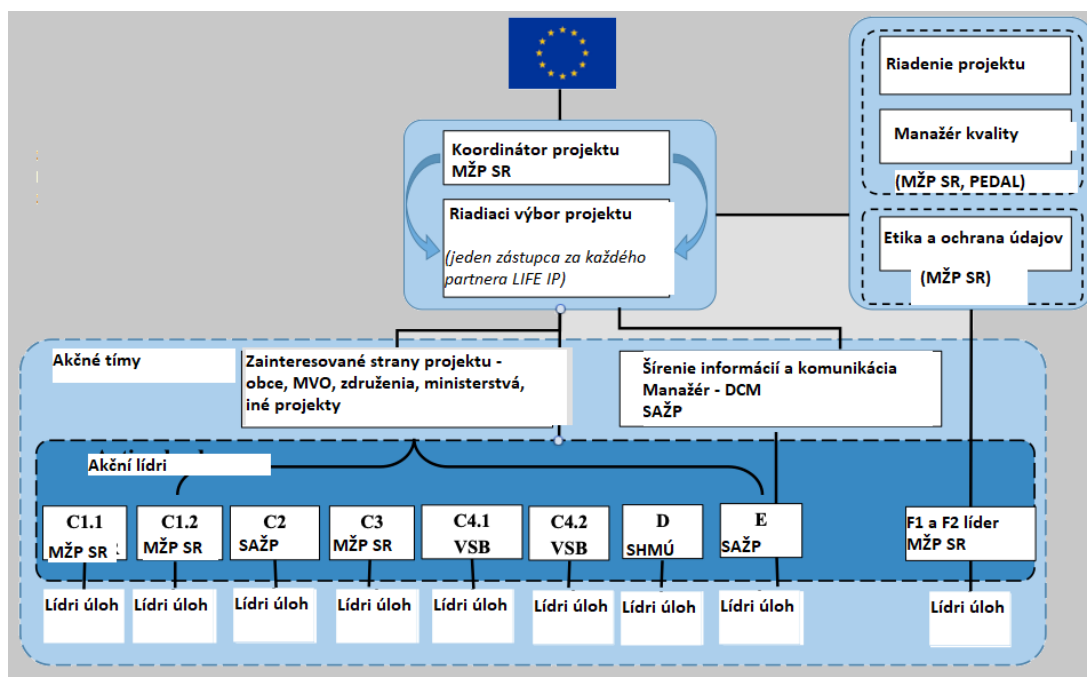 Koordinátor projektu
MŽP SR
Riadiaci výbor projektu
(jeden zástupca za každého
partnera LIFE IP)
Riadenie projektu
Manažér kvality
(MŽP SR, PEDAL)
Etika a ochrana údajov
(MŽP SR)
Akčné tímy
Zainteresované strany projektu -
obce, MVO, združenia, ministerstvá,
iné projekty
Šírenie informácií a komunikácia
Manažér - DCM
SAŽP
Akční lídri
C1.1
MŽP SR
C1.2
MŽP SR
C2
SAŽP
C3
MŽP SR
C4.1
VSB
C4.2
VSB
D
SHMÚ
E
SAŽP
F1 a F2 líder
MŽP SR
Lídri úloh
Lídri úloh
Lídri úloh
Lídri úloh
Lídri úloh
Lídri úloh
Lídri úloh
Lídri úloh
Lídri úloh